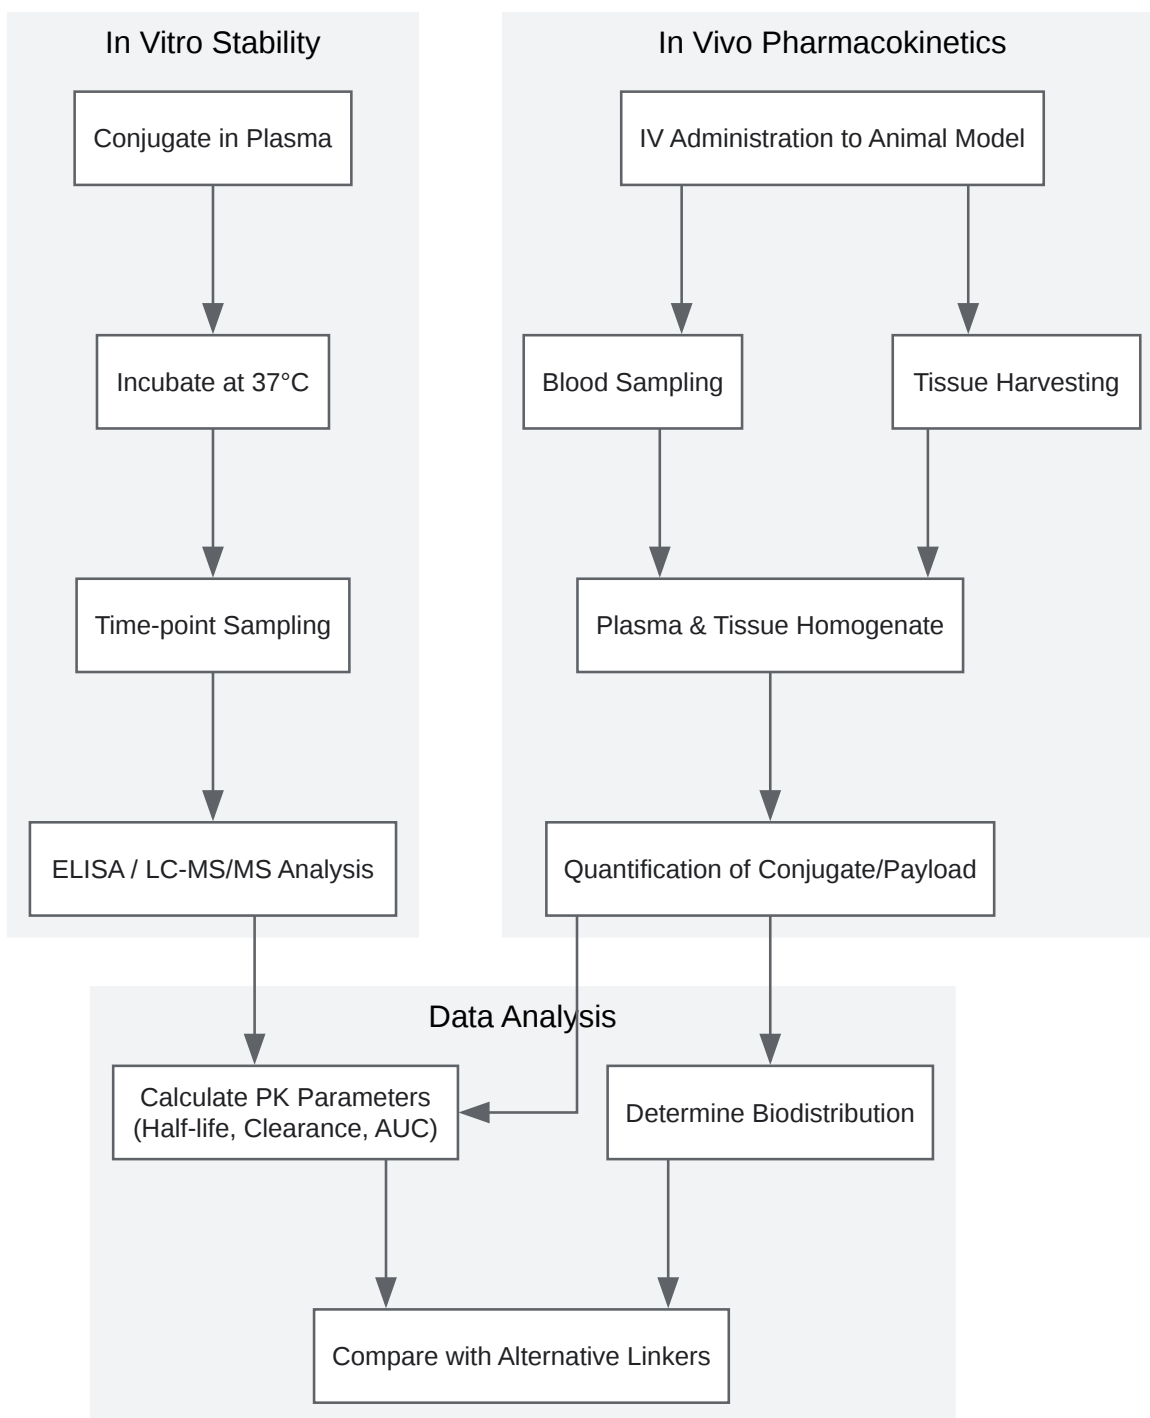 In Vitro Stability
Conjugate in Plasma
Incubate at 37°C
Time-point Sampling
ELISA / LC-MS/MS Analysis
In Vivo Pharmacokinetics
IV Administration to Animal Model
Blood Sampling
Tissue Harvesting
Plasma & Tissue Homogenate
Quantification of Conjugate/Payload
Data Analysis
Calculate PK Parameters
(Half-life, Clearance, AUC)
Determine Biodistribution
Compare with Alternative Linkers